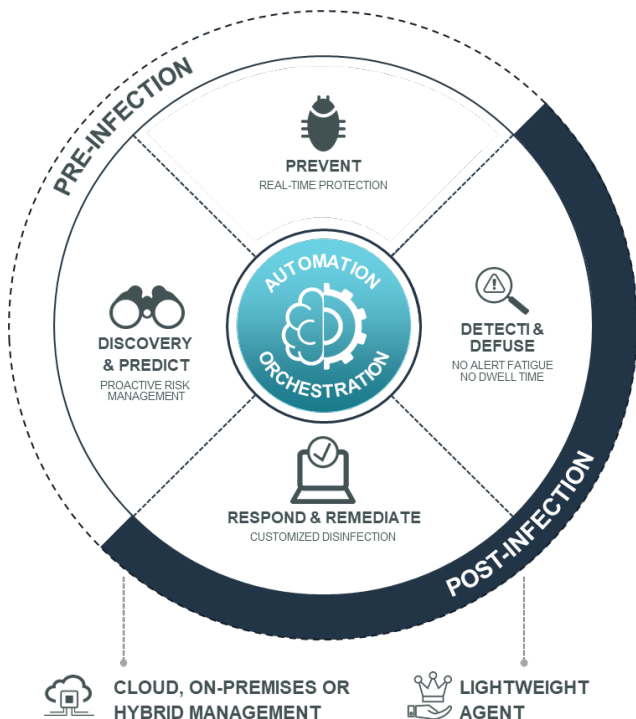 PRE-INFECTION
PREVENT
REAL-TIME PROTECTION
AUTOMATION
ORCHESTRATION
DISCOVERY
& PREDICT
PROACTIVE RISK
MANAGEMENT
DETECTI &
DEFUSE
NO ALERT FATIGUE
NO DWELL TIME
RESPOND & REMEDIATE
CUSTOMIZED DISINFECTION
POST-INFECTION
CLOUD, ON-PREMISES OR
HYBRID MANAGEMENT
LIGHTWEIGHT
AGENT